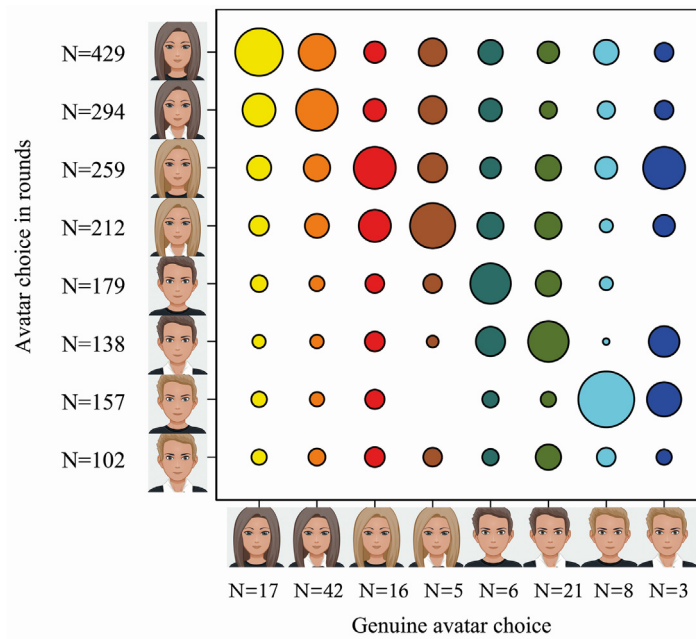 Avatar choice in rounds
N=429
N=294
N=259
N=212
N=179
N=138
N=157
N=102
N=17 N=42 N=16 N=5 N=6 N=21 N=8 N=3
Genuine avatar choice